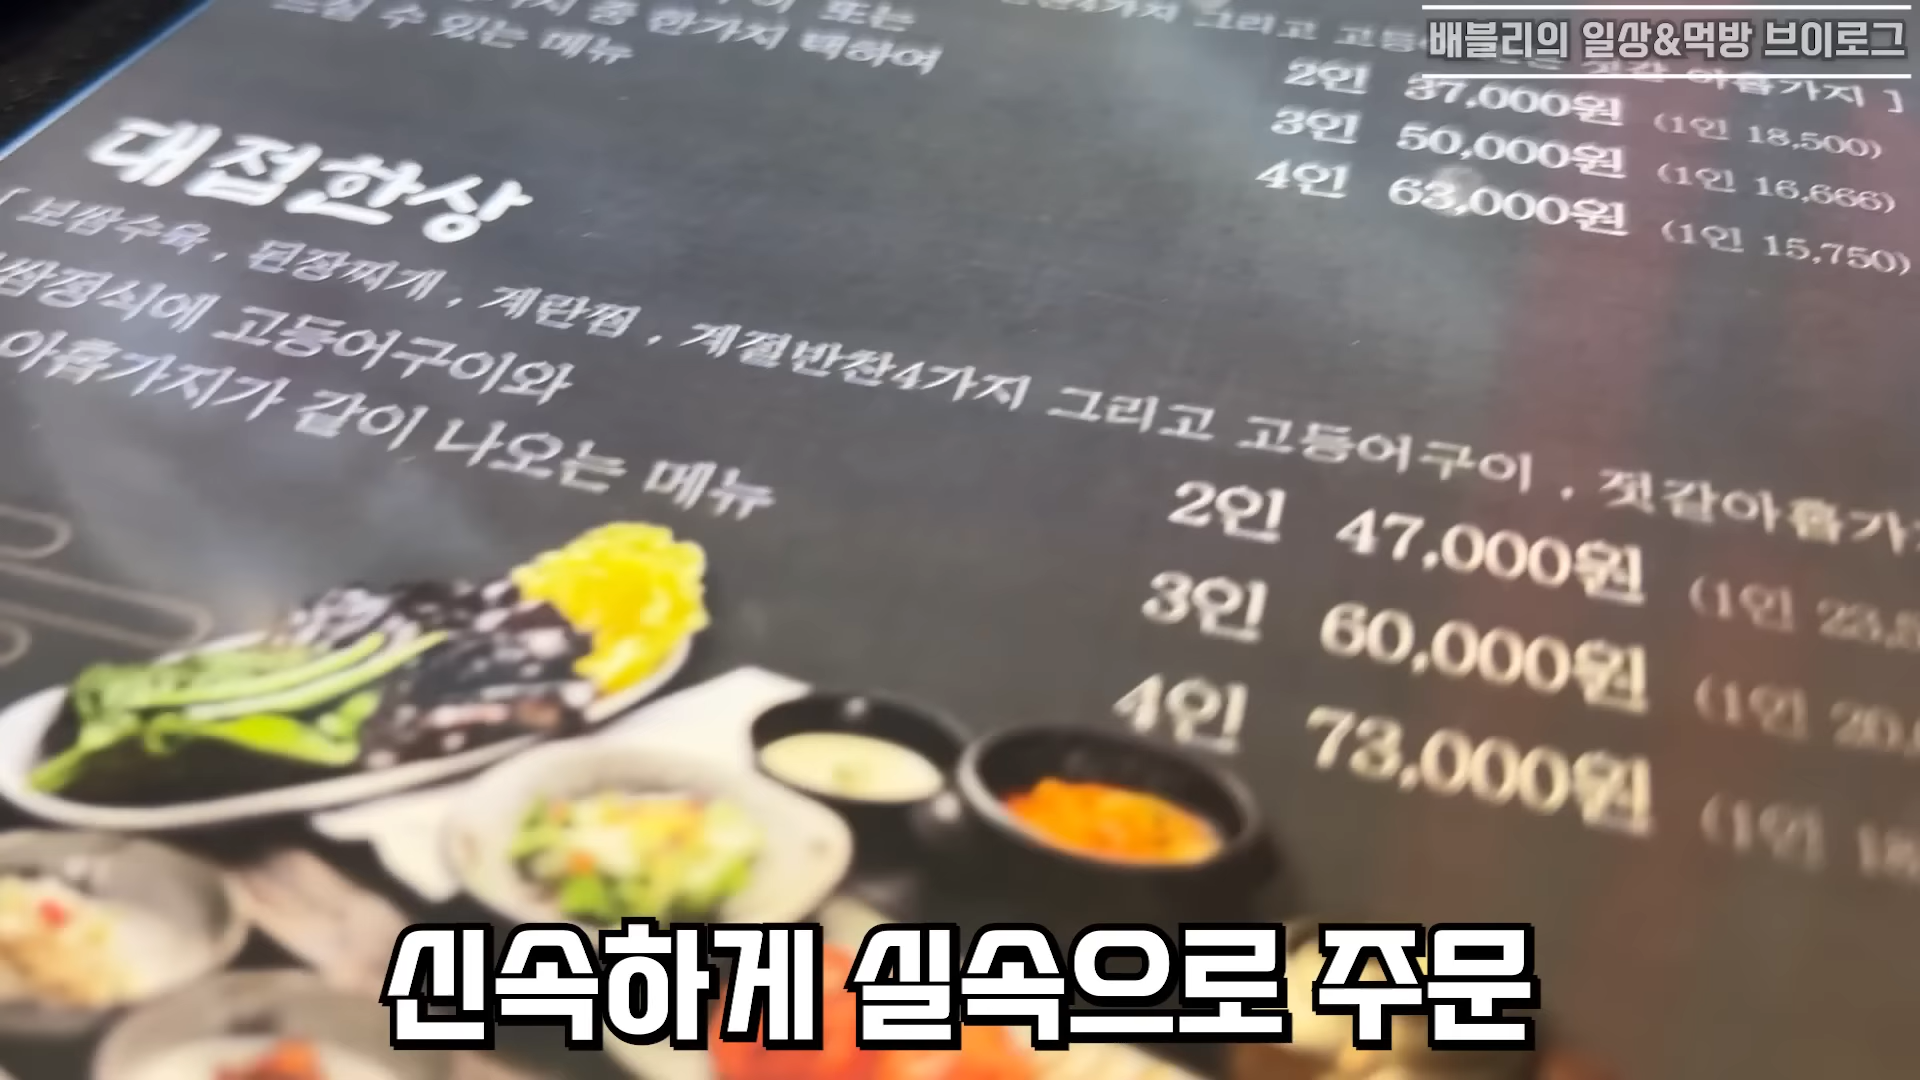 배블리의 일상&먹방 브이로그
또는
중 한가지 택하여
수 있는 메뉴
4가지 그리고 고등
아홉가지 ]
2인 37,000원 (1인 18,500)
3인 50,000원 (1인 16,666)
4인 63,000원 (1인 15,750)
대접한상
[ 보쌈수육 , 된장찌개 , 계란찜 , 계절반찬4가지 그리고 고등어구이 , 젓갈아홉가
쌈정식에 고등어구이와
아홉가지가 같이 나오는 메뉴
2인 47,000원 (1인
3인 60,000원 (1인
4인 73,000원 (1인
신속하게 실속으로 주문